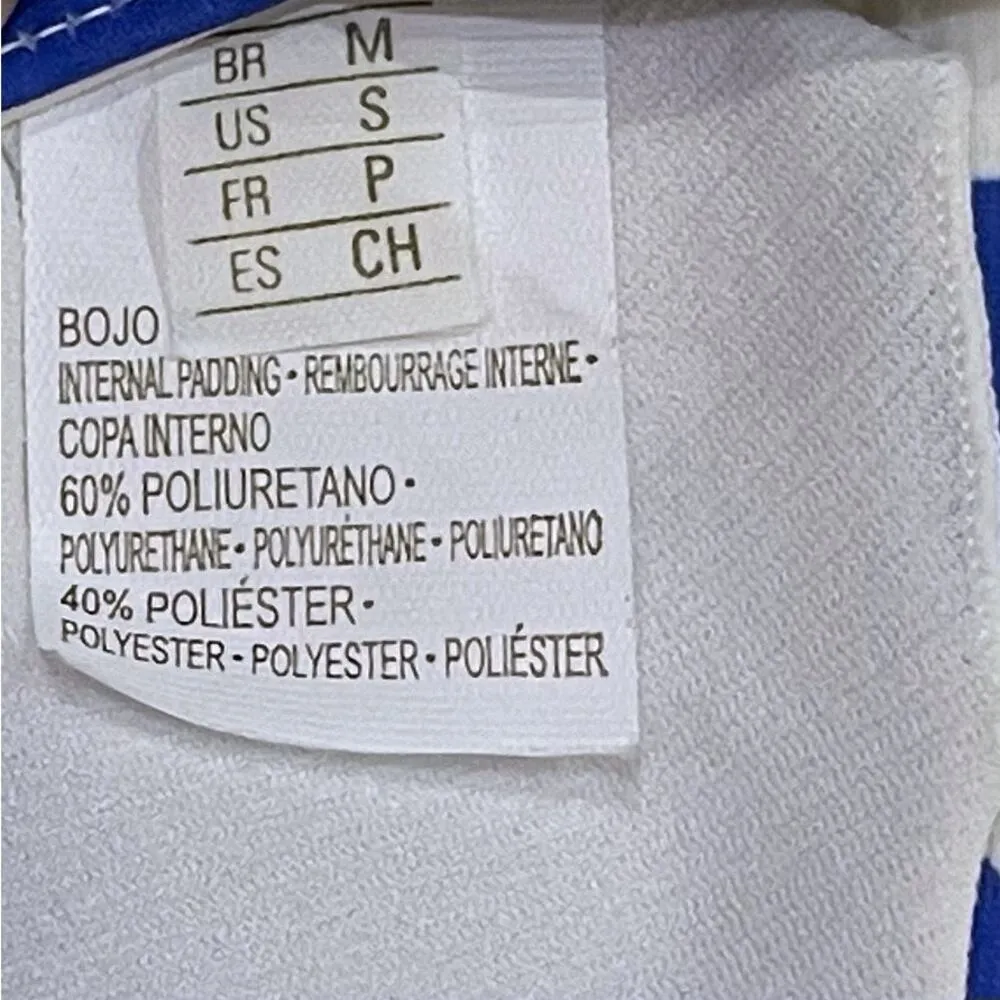 BR M
US S
FR P
ES CH
BOJO
INTERNAL PADDING • REMBOURRAGE INTERNE •
COPA INTERNO
60% POLIURETANO •
POLYURETHANE • POLYURÉTHANE • POLIURETANO
40% POLIÉSTER •
POLYESTER • POLYESTER • POLIÉSTER